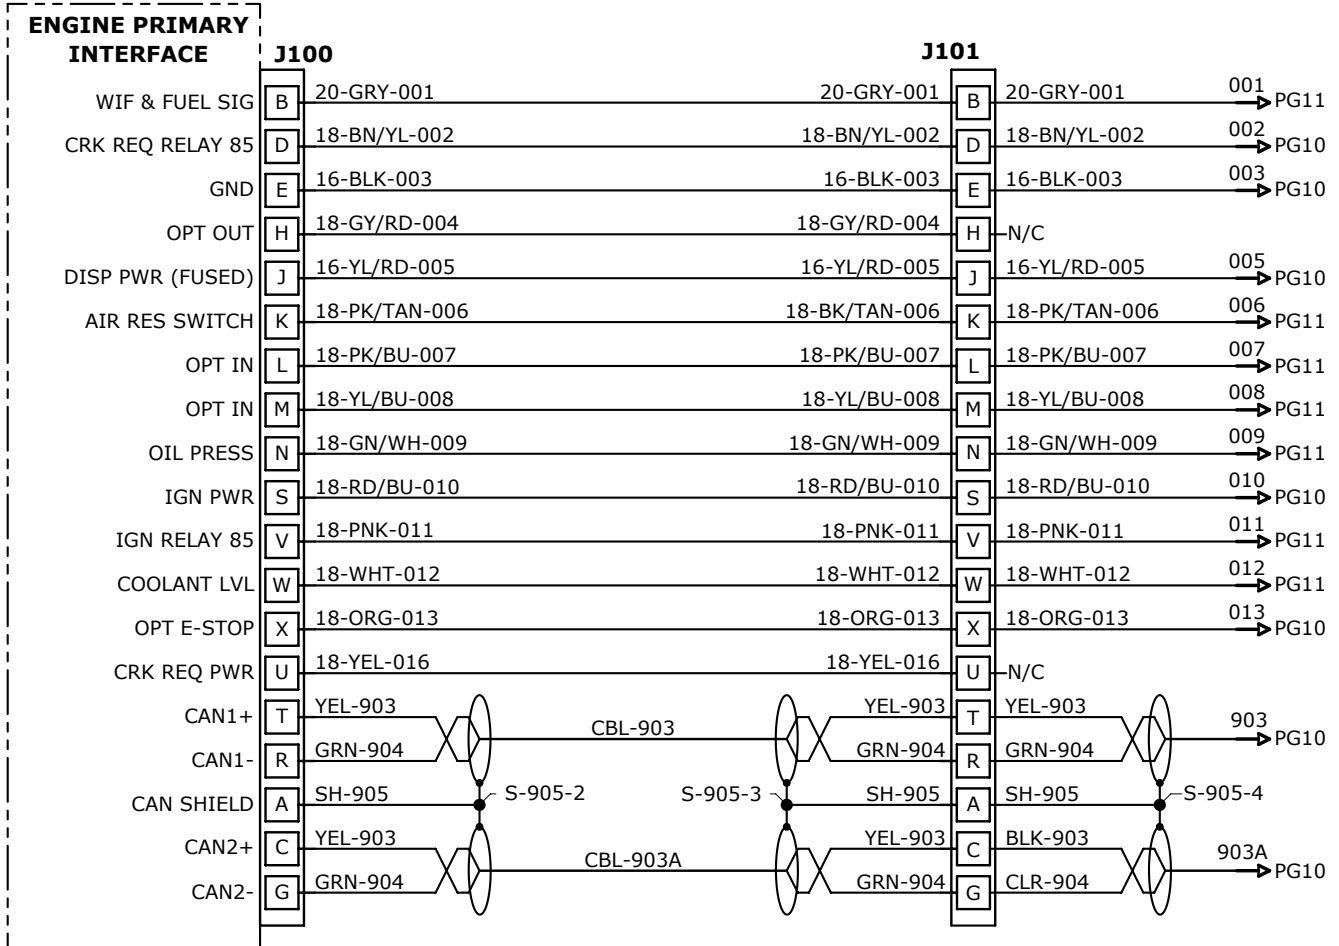 ENGINE PRIMARY
INTERFACE
J100 J101
WIF & FUEL SIG B 20-GRY-001 20-GRY-001 B 20-GRY-001 001 PG11
CRK REQ RELAY 85 D 18-BN/YL-002 18-BN/YL-002 D 18-BN/YL-002 002 PG10
GND E 16-BLK-003 16-BLK-003 E 16-BLK-003 003 PG10
OPT OUT H 18-GY/RD-004 18-GY/RD-004 H N/C
DISP PWR (FUSED) J 16-YL/RD-005 16-YL/RD-005 J 16-YL/RD-005 005 PG10
AIR RES SWITCH K 18-PK/TAN-006 18-BK/TAN-006 K 18-PK/TAN-006 006 PG11
OPT IN L 18-PK/BU-007 18-PK/BU-007 L 18-PK/BU-007 007 PG11
OPT IN M 18-YL/BU-008 18-YL/BU-008 M 18-YL/BU-008 008 PG11
OIL PRESS N 18-GN/WH-009 18-GN/WH-009 N 18-GN/WH-009 009 PG11
IGN PWR S 18-RD/BU-010 18-RD/BU-010 S 18-RD/BU-010 010 PG10
IGN RELAY 85 V 18-PNK-011 18-PNK-011 V 18-PNK-011 011 PG11
COOLANT LVL W 18-WHT-012 18-WHT-012 W 18-WHT-012 012 PG11
OPT E-STOP X 18-ORG-013 18-ORG-013 X 18-ORG-013 013 PG10
CRK REQ PWR U 18-YEL-016 18-YEL-016 U N/C
CAN1+ T YEL-903 YEL-903 T YEL-903
CBL-903 903 PG10
CAN1- R GRN-904 GRN-904 R GRN-904
CAN SHIELD A SH-905 S-905-2 S-905-3 SH-905 A SH-905 S-905-4
CAN2+ C YEL-903 YEL-903 C BLK-903
CBL-903A 903A PG10
CAN2- G GRN-904 GRN-904 G CLR-904